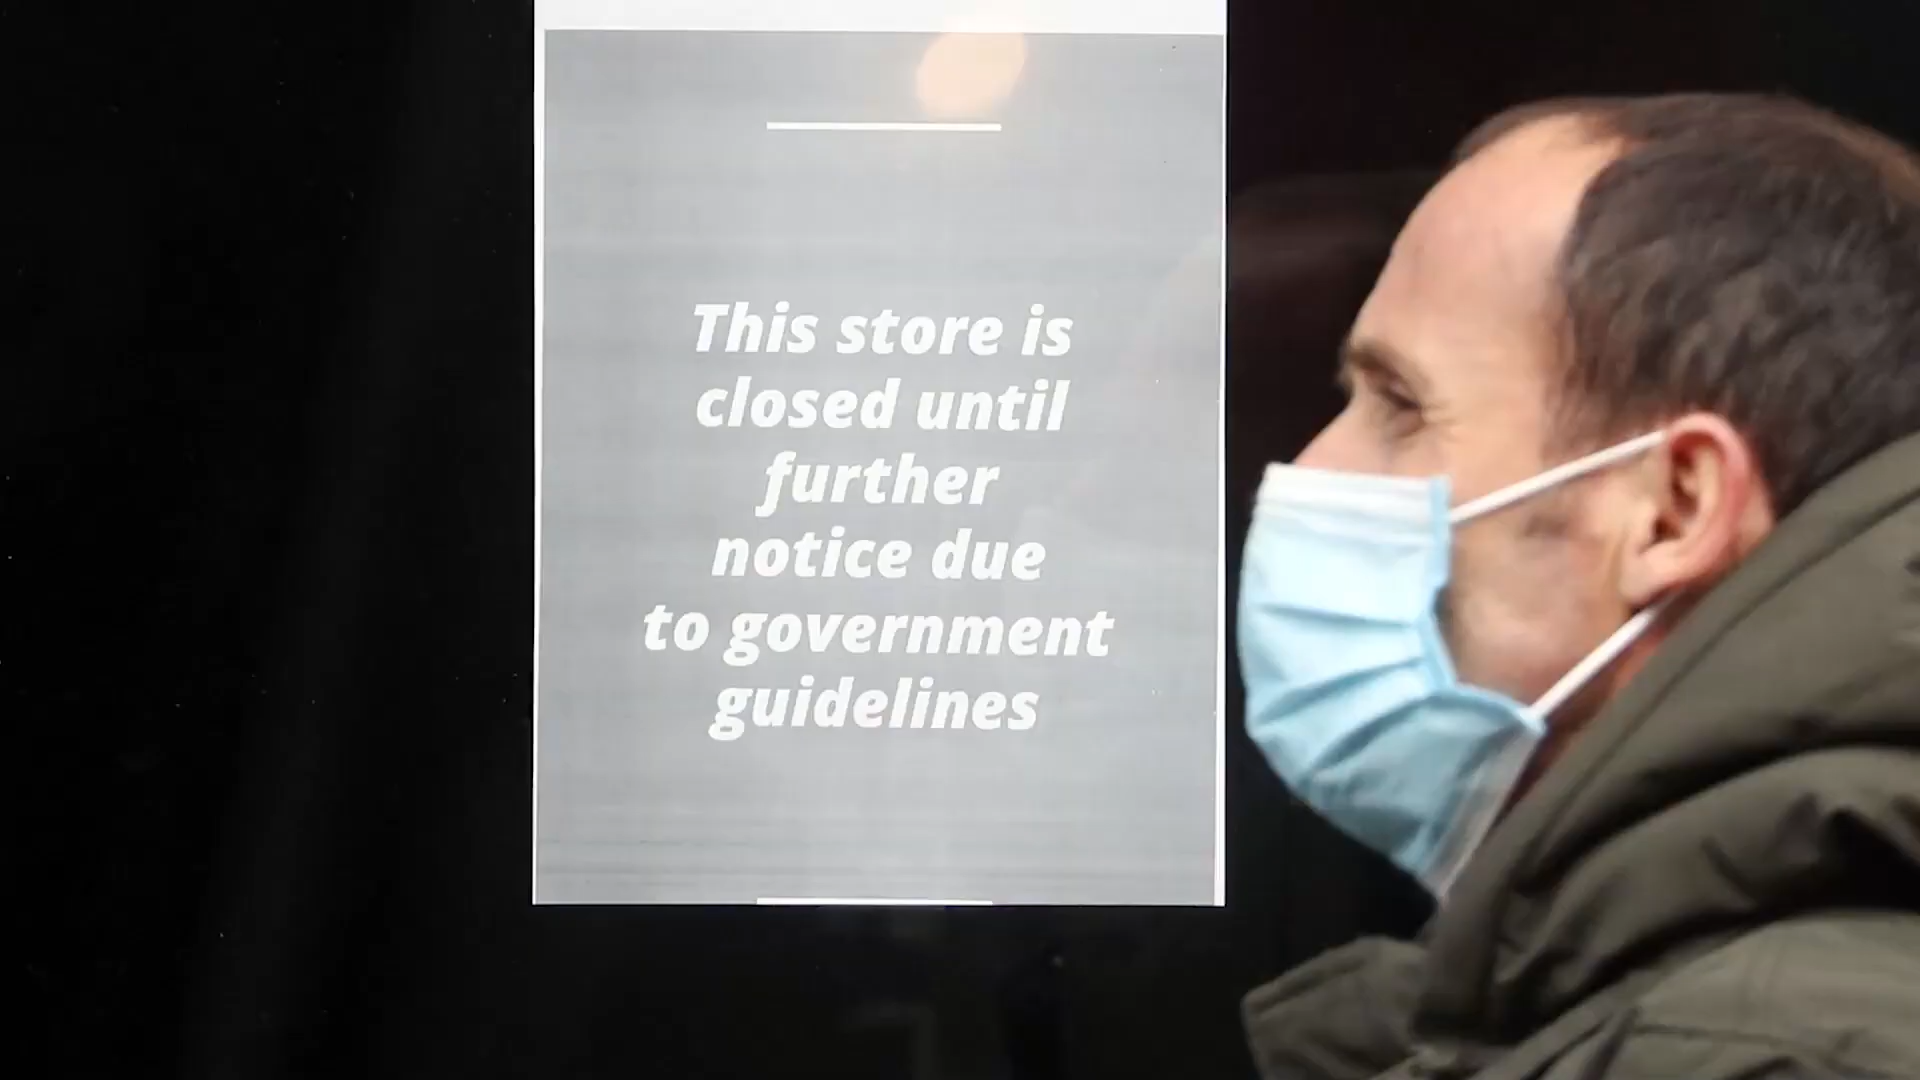 This store is
closed until
further
notice due
to government
guidelines